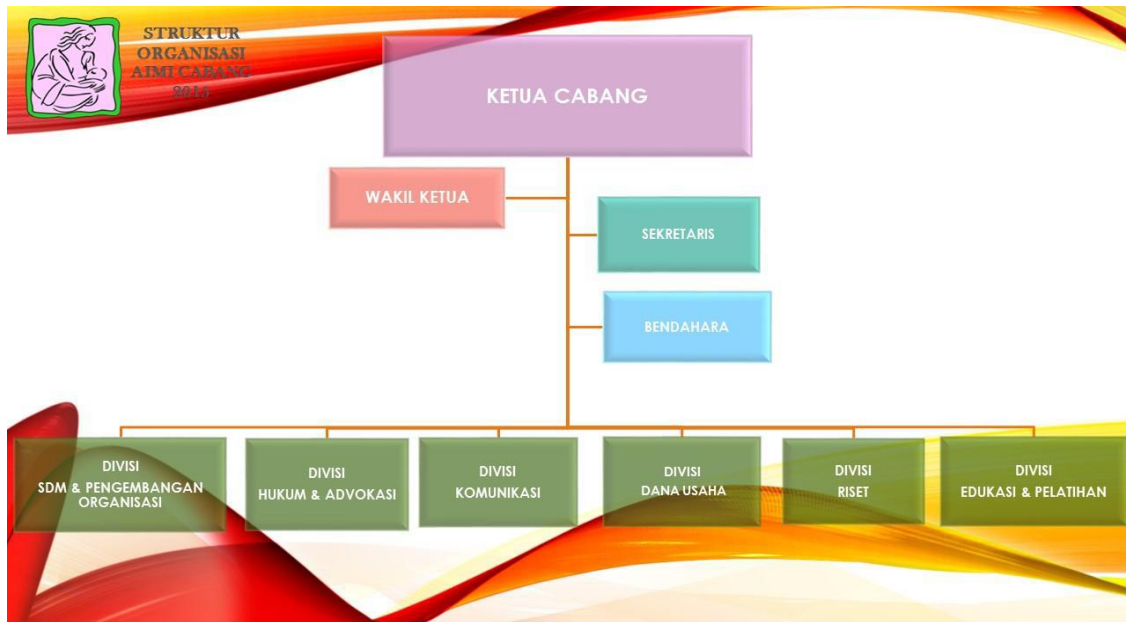 STRUKTUR
ORGANISASI
AIMI CABANG
KETUA CABANG
WAKIL KETUA
SEKRETARIS
BENDAHARA
DIVISI
SDM & PENGEMBANGAN
ORGANISASI
DIVISI
HUKUM & ADVOKASI
DIVISI
KOMUNIKASI
DIVISI
DANA USAHA
DIVISI
RISET
DIVISI
EDUKASI & PELATIHAN